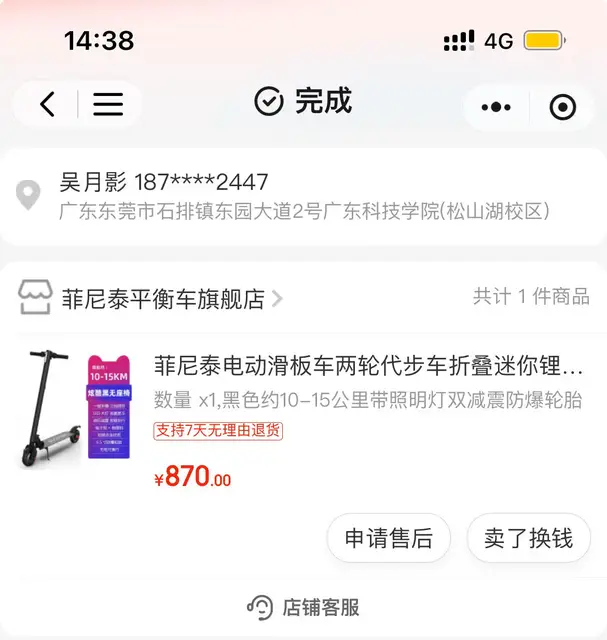 14:38
4G
完成
吴月影 187****2447
广东东莞市石排镇东园大道2号广东科技学院(松山湖校区)
菲尼泰平衡车旗舰店
共计 1 件商品
菲尼泰电动滑板车两轮代步车折叠迷你锂...
10-15KM
炫酷黑无座椅
数量 x1,黑色约10-15公里带照明灯双减震防爆轮胎
支持7天无理由退货
¥870.00
申请售后
卖了换钱
店铺客服